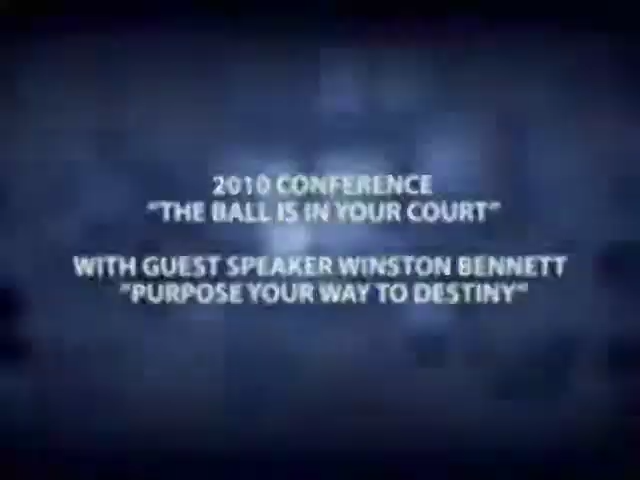 2010 CONFERENCE
"THE BALL IS IN YOUR COURT"
WITH GUEST SPEAKER WINSTON BENNETT
"PURPOSE YOUR WAY TO DESTINY"